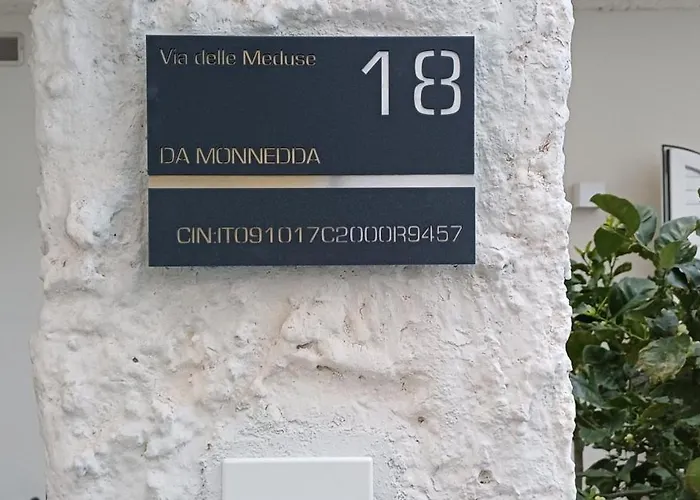 Via delle Meduse 18
DA MONNEDDA
CIN:IT091017C2000R9457